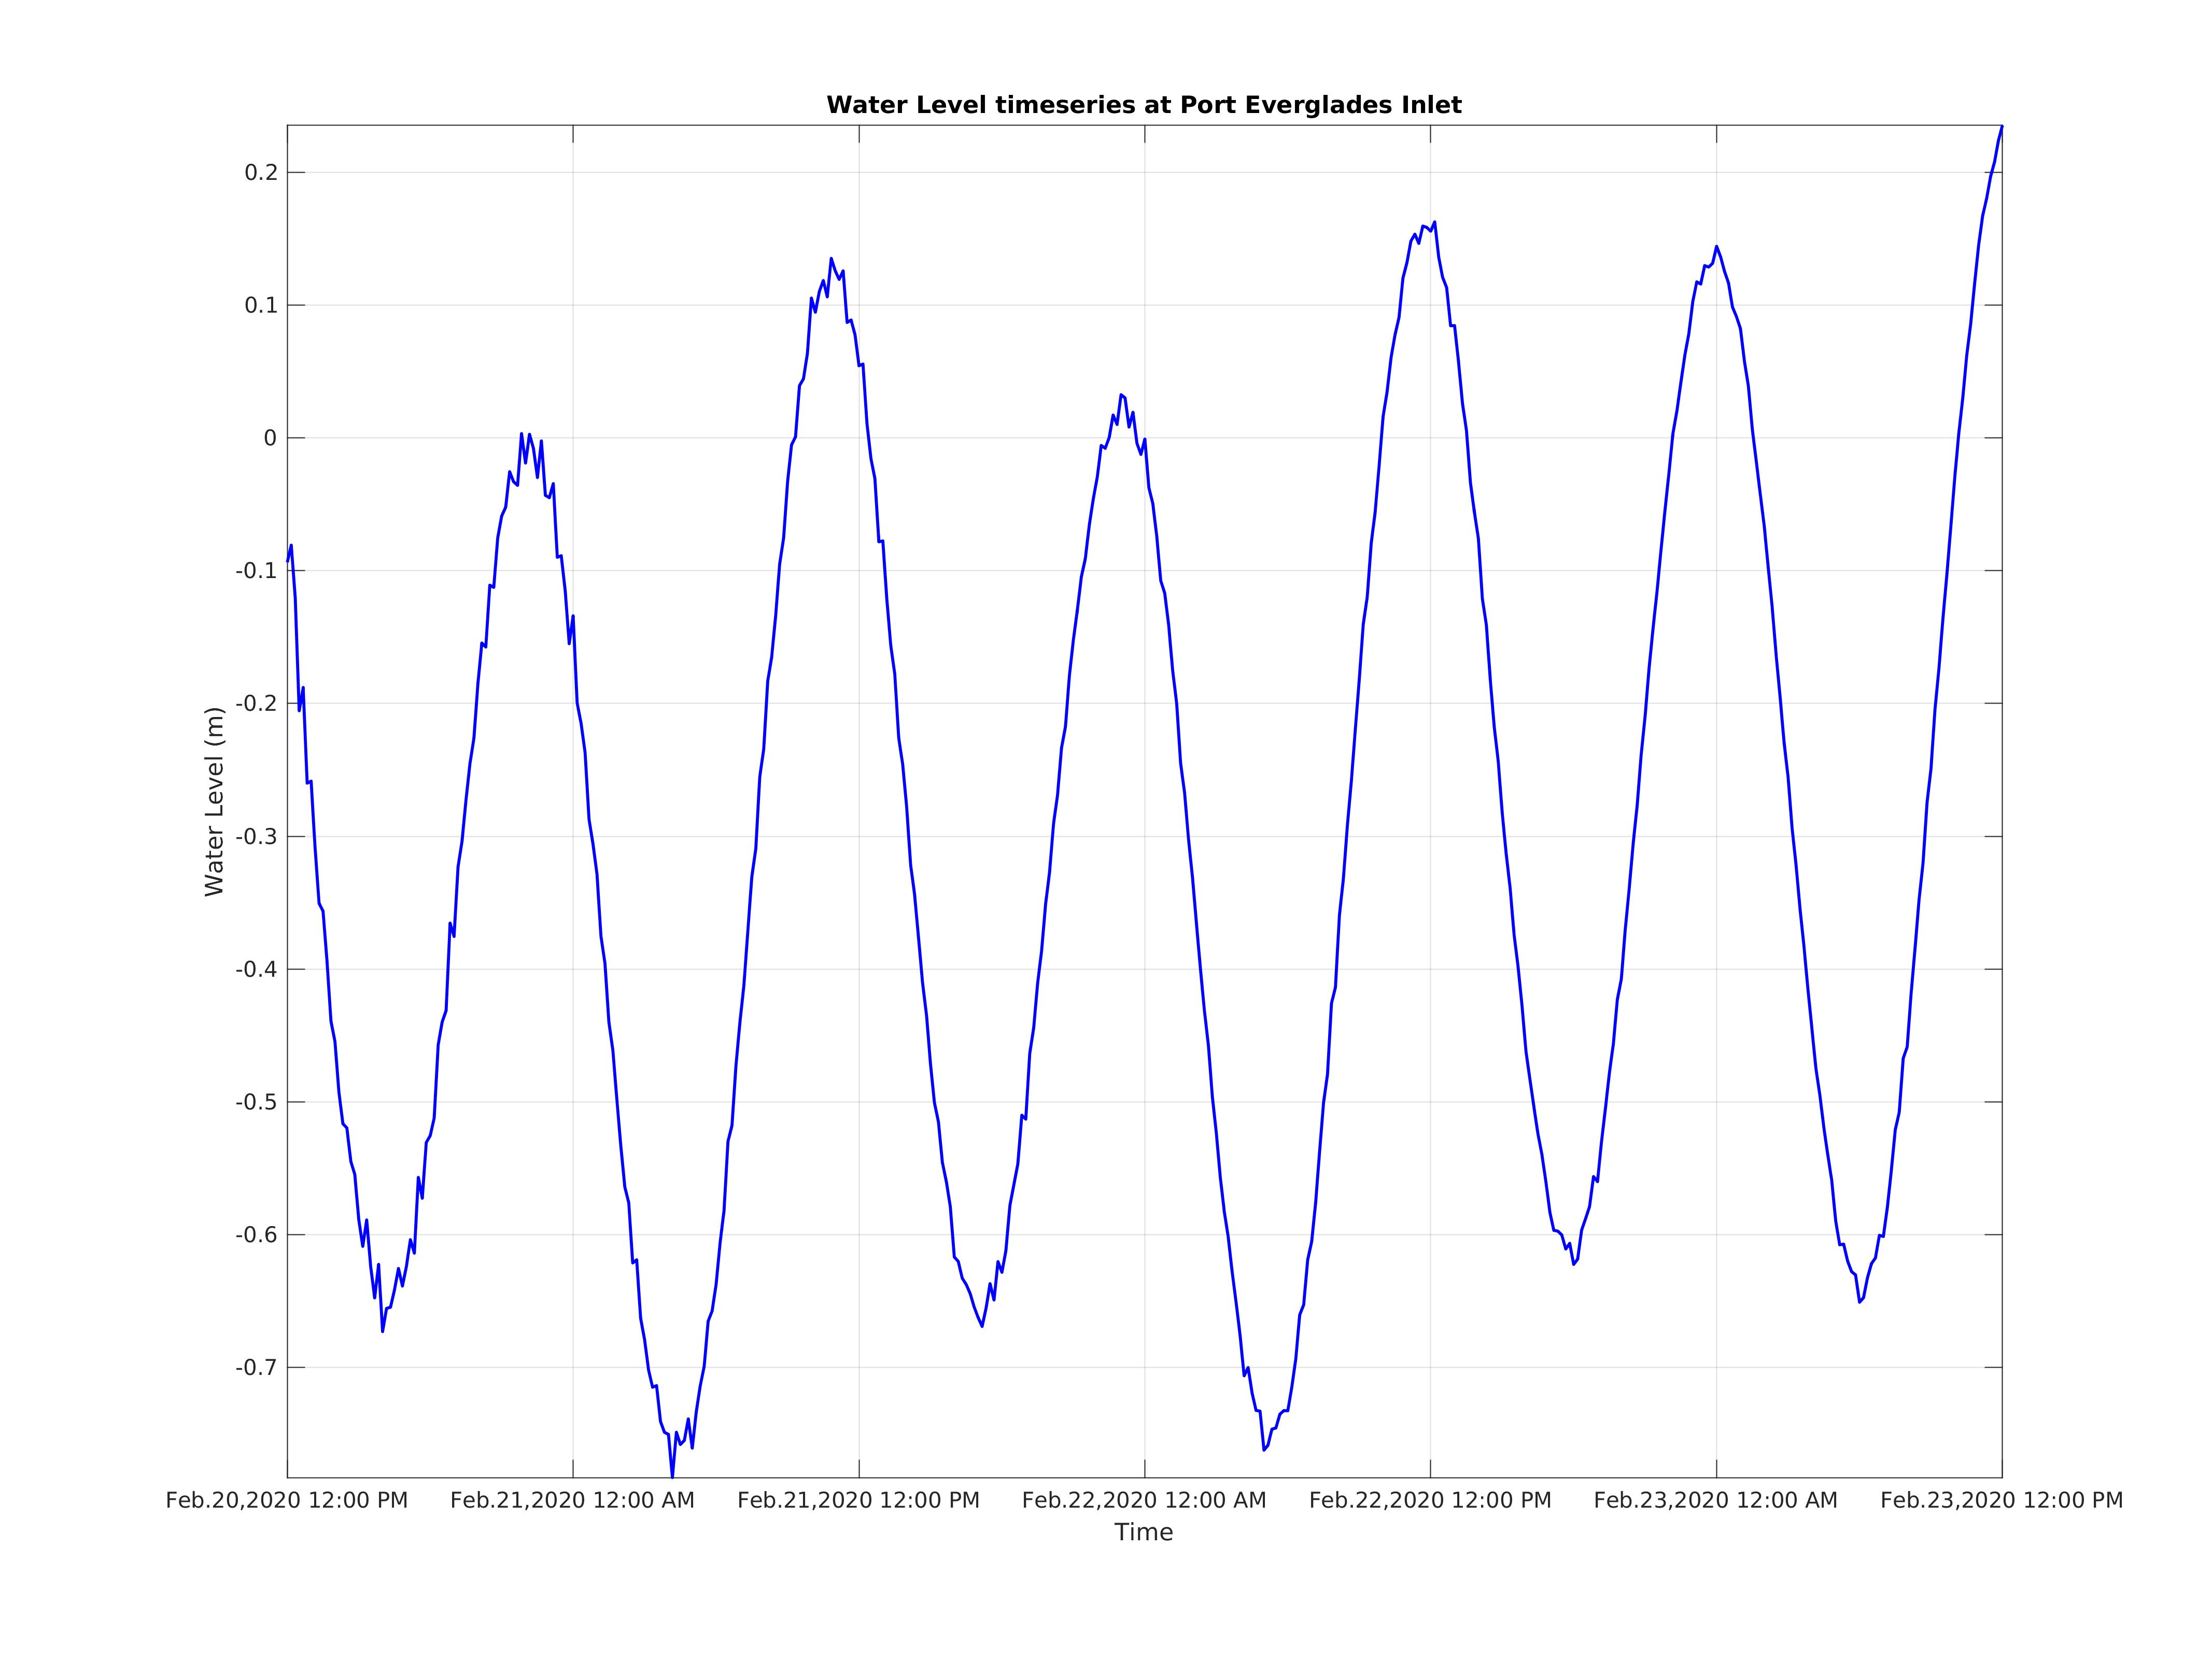 Water Level timeseries at Port Everglades Inlet
0.2
0.1
0
-0.1
-0.2
-0.3
-0.4
-0.5
-0.6
-0.7
Water Level (m)
Feb.20,2020 12:00 PM Feb.21,2020 12:00 AM Feb.21,2020 12:00 PM Feb.22,2020 12:00 AM Feb.22,2020 12:00 PM Feb.23,2020 12:00 AM Feb.23,2020 12:00 PM
Time